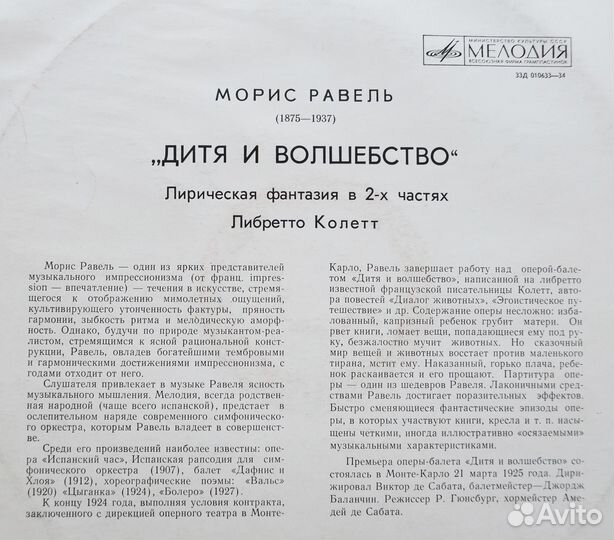 МИНИСТЕРСТВО КУЛЬТУРЫ СССР
МЕЛОДИЯ
ВСЕСОЮЗНАЯ ФИРМА ГРАМПЛАСТИНОК
33Д 010633—34
МОРИС РАВЕЛЬ
(1875—1937)
„ДИТЯ И ВОЛШЕБСТВО“
Лирическая фантазия в 2-х частях
Либретто Колетт
Морис Равель — один из ярких представителей
музыкального импрессионизма (от франц. impres-
sion — впечатление) — течения в искусстве, стремя-
щегося к отображению мимолетных ощущений,
культивирующего утонченность фактуры, пряность
гармонии, зыбкость ритма и мелодическую аморф-
ность. Однако, будучи по природе музыкантом-реа-
листом, стремящимся к ясной рациональной конст-
рукции, Равель, овладев богатейшими тембровыми
и гармоническими достижениями импрессионизма, с
годами отходит от него.
Слушателя привлекает в музыке Равеля ясность
музыкального мышления. Мелодия, всегда родствен-
ная народной (чаще всего испанской), предстает в
ослепительном наряде современного симфоническо-
го оркестра, которым Равель владеет в совершенст-
ве.
Среди его произведений наиболее известны: опе-
ра «Испанский час», Испанская рапсодия для сим-
фонического оркестра (1907), балет «Дафнис и
Хлоя» (1912), хореографические поэмы: «Вальс»
(1920) «Цыганка» (1924), «Болеро» (1927).
К концу 1924 года, выполняя условия контракта,
заключенного с дирекцией оперного театра в Монте-
Карло, Равель завершает работу над оперой-бале-
том «Дитя и волшебство», написанной на либретто
известной французской писательницы Колетт, авто-
ра повестей «Диалог животных», «Эгоистическое пу-
тешествие» и др. Содержание оперы несложно: изба-
лованный, капризный ребенок грубит матери. Он
рвет книги, ломает вещи, попадающиеся ему под ру-
ку, безжалостно мучит животных. Но сказочный
мир вещей и животных восстает против маленького
тирана, мстит ему. Наказанный, горько плача, ребе-
нок раскаивается и его прощают. Партитура опе-
ры — один из шедевров Равеля. Лаконичными средст-
вами Равель достигает поразительных эффектов.
Быстро сменяющиеся фантастические эпизоды опе-
ры, в которых участвуют книги, кресла и т. п. насы-
щены четкими, иногда иллюстративно «осязаемыми»
музыкальными характеристиками.
Премьера оперы-балета «Дитя и волшебство» со-
стоялась в Монте-Карло 21 марта 1925 года. Дири-
жировал Виктор де Сабата, балетмейстер—Джордж
Баланчин. Режиссер Р. Гюнсбург, хормейстер Аме-
дей де Сабата.
Avito